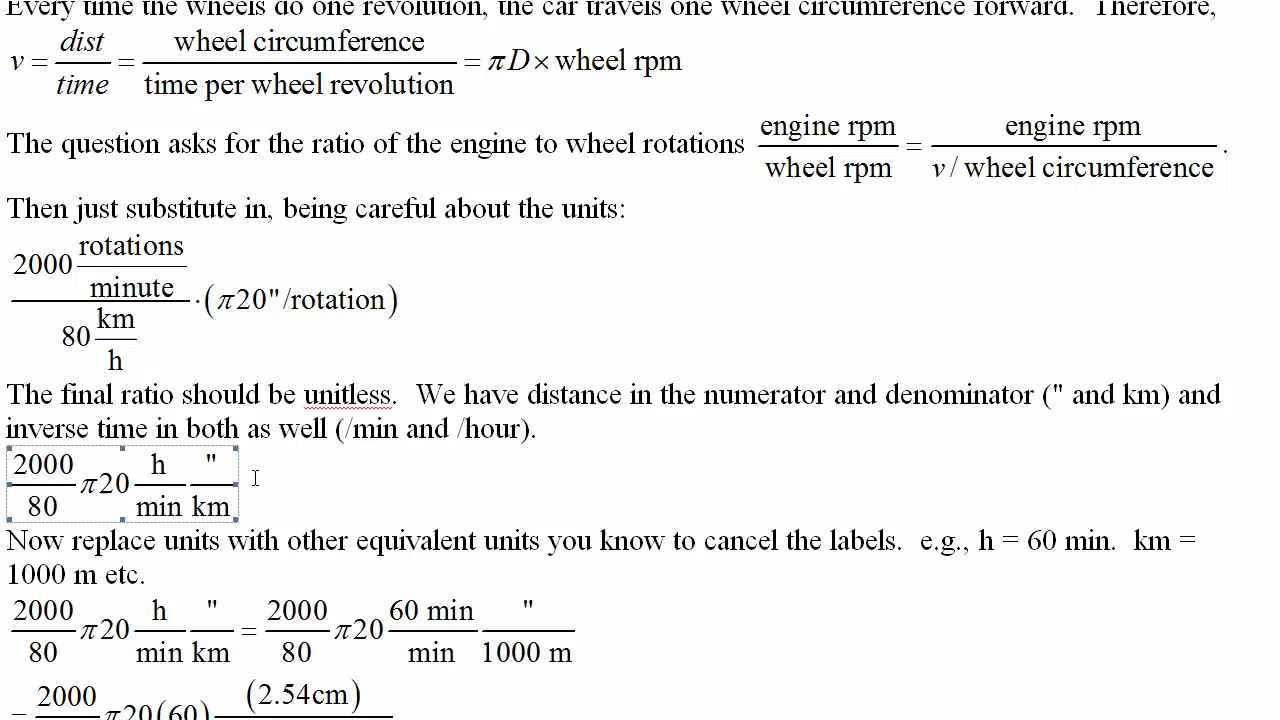 Every time the wheels do one revolution, the car travels one wheel circumference forward. Therefore,
v = dist/time = wheel circumference/time per wheel revolution = πD × wheel rpm
The question asks for the ratio of the engine to wheel rotations engine rpm/wheel rpm = engine rpm/(v / wheel circumference).
Then just substitute in, being careful about the units:
(2000 rotations/minute)/(80 km/h) · (π20"/rotation)
The final ratio should be unitless. We have distance in the numerator and denominator (" and km) and
inverse time in both as well (/min and /hour).
2000/80 π20 h/min "/km
Now replace units with other equivalent units you know to cancel the labels. e.g., h = 60 min. km =
1000 m etc.
2000/80 π20 h/min "/km = 2000/80 π20 60 min/min "/1000 m
= 2000 π20(60) (2.54cm)